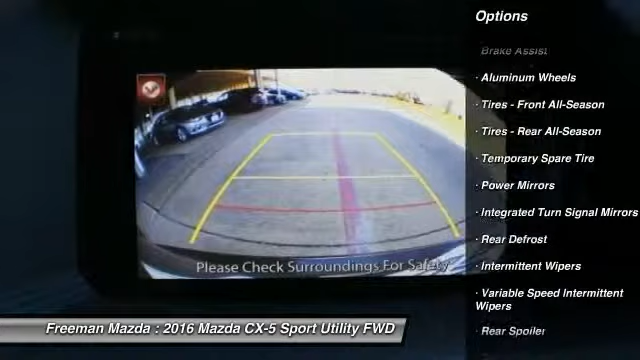 Options
Brake Assist
· Aluminum Wheels
· Tires - Front All-Season
· Tires - Rear All-Season
· Temporary Spare Tire
· Power Mirrors
· Integrated Turn Signal Mirrors
· Rear Defrost
· Intermittent Wipers
· Variable Speed Intermittent
Wipers
· Rear Spoiler
Please Check Surroundings For Safety
Freeman Mazda : 2016 Mazda CX-5 Sport Utility FWD